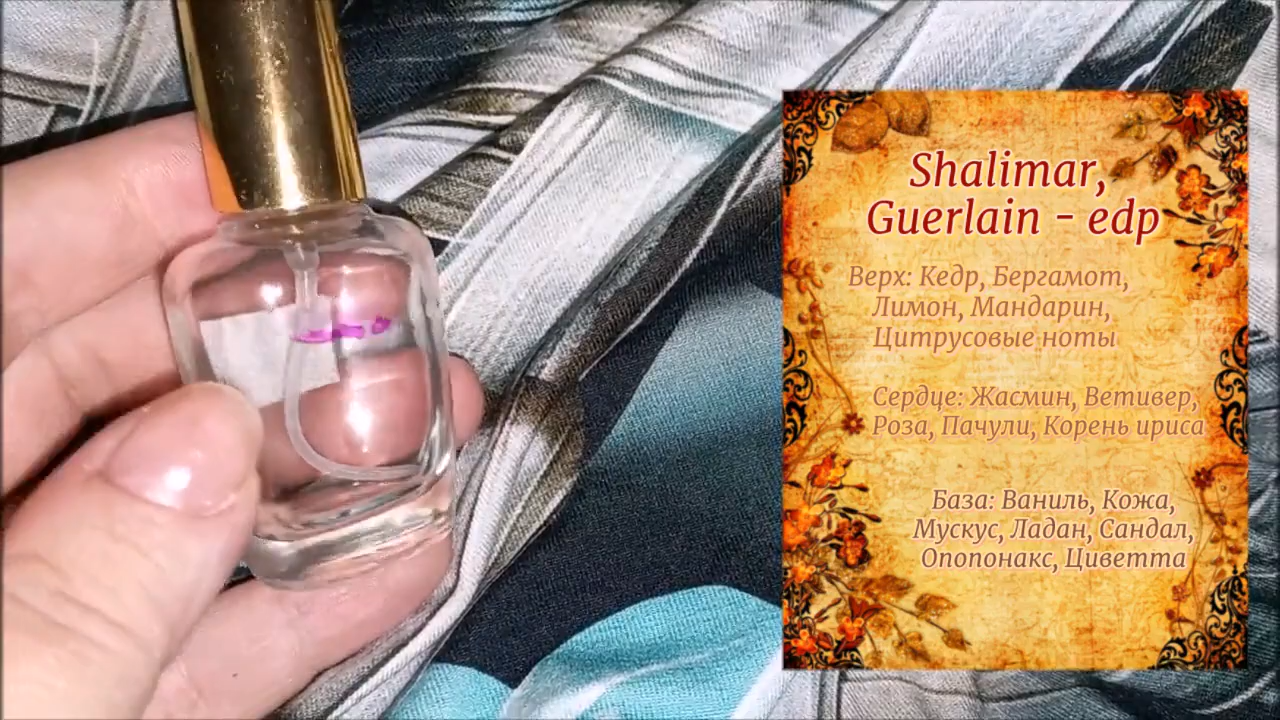 Shalimar,
Guerlain - edp
Верх: Кедр, Бергамот,
Лимон, Мандарин,
Цитрусовые ноты
Сердце: Жасмин, Ветивер,
Роза, Пачули, Корень ириса
База: Ваниль, Кожа,
Мускус, Ладан, Сандал,
Опопонакс, Циветта